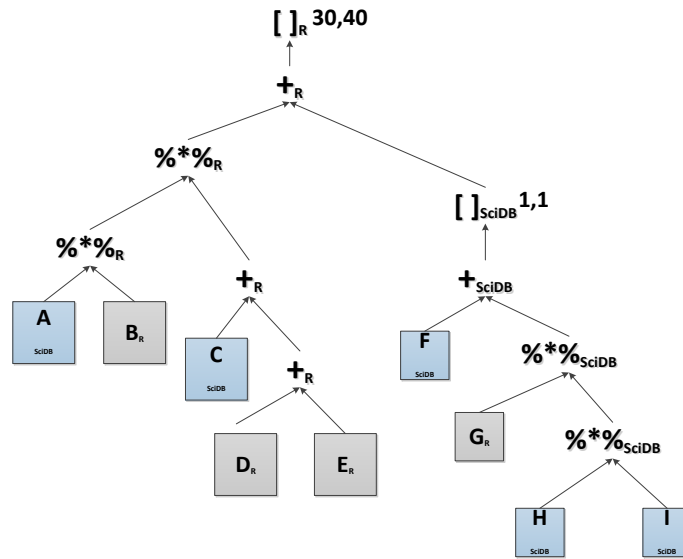 [ ]R 30,40
+R
%*%R
[ ]SciDB 1,1
%*%R
+R
+SciDB
A
SciDB
BR
C
SciDB
+R
F
SciDB
%*%SciDB
DR
ER
GR
%*%SciDB
H
SciDB
I
SciDB